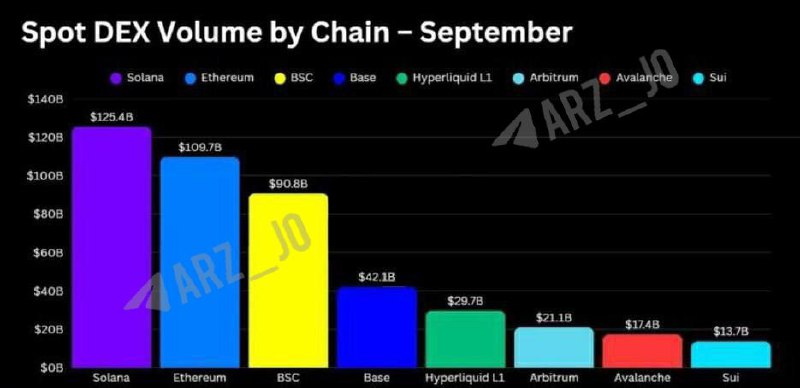 Spot DEX Volume by Chain – September
Solana Ethereum BSC Base Hyperliquid L1 Arbitrum Avalanche Sui
$140B
$120B
$100B
$80B
$60B
$40B
$20B
$0B
$125.4B
$109.7B
$90.8B
$42.1B
$29.7B
$21.1B
$17.4B
$13.7B
Solana Ethereum BSC Base Hyperliquid L1 Arbitrum Avalanche Sui
ARZ_JO
ARZ_JO